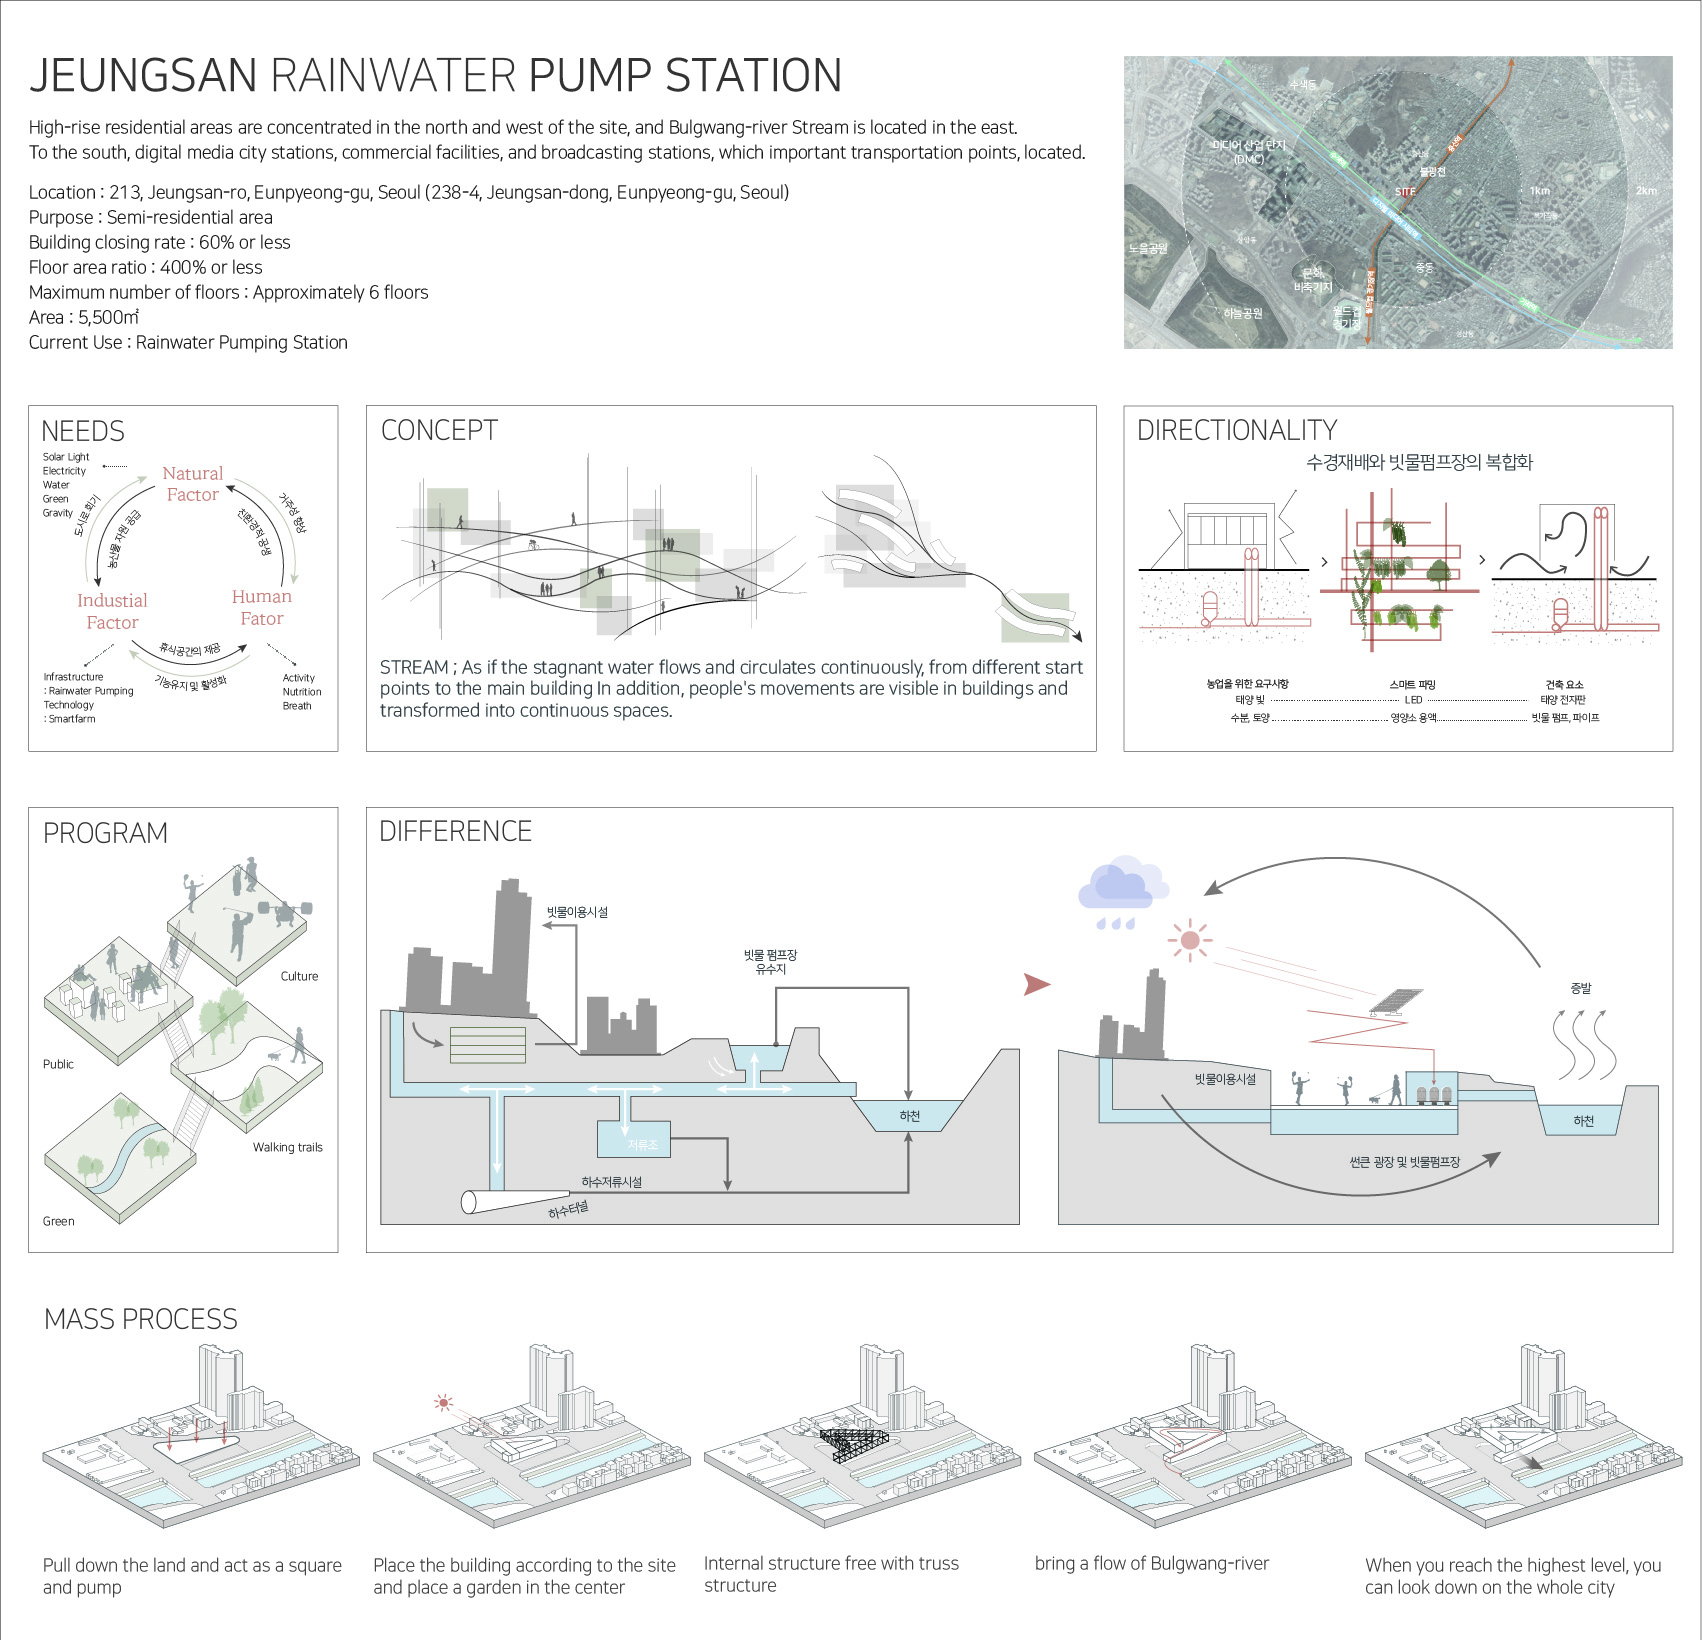 JEUNGSAN RAINWATER PUMP STATION
High-rise residential areas are concentrated in the north and west of the site, and Bulgwang-river Stream is located in the east.
To the south, digital media city stations, commercial facilities, and broadcasting stations, which important transportation points, located.
Location : 213, Jeungsan-ro, Eunpyeong-gu, Seoul (238-4, Jeungsan-dong, Eunpyeong-gu, Seoul)
Purpose : Semi-residential area
Building closing rate : 60% or less
Floor area ratio : 400% or less
Maximum number of floors : Approximately 6 floors
Area : 5,500㎡
Current Use : Rainwater Pumping Station
수색동
미디어 산업 단지
(DMC)
증산역
불광천
SITE
1km
2km
노을공원
문화
비축기지
중동
하늘공원
월드컵
경기장
NEEDS
Solar Light
Electricity
Water
Green
Gravity
Natural
Factor
도시로 확기
농산물 자원 공급
친환경적 공생
거주성 향상
Industial
Factor
Human
Fator
휴식공간의 제공
기능유지 및 활성화
Infrastructure
: Rainwater Pumping
Technology
: Smartfarm
Activity
Nutrition
Breath
CONCEPT
STREAM ; As if the stagnant water flows and circulates continuously, from different start
points to the main building In addition, people's movements are visible in buildings and
transformed into continuous spaces.
DIRECTIONALITY
수경재배와 빗물펌프장의 복합화
농업을 위한 요구사항 스마트 파밍 건축 요소
태양 빛 LED 태양 전자판
수분, 토양 영양소 용액 빗물 펌프, 파이프
PROGRAM
Culture
Public
Walking trails
Green
DIFFERENCE
빗물이용시설
빗물 펌프장
유수지
하천
저류조
하수저류시설
하수터널
증발
빗물이용시설
하천
썬큰 광장 및 빗물펌프장
MASS PROCESS
Pull down the land and act as a square
and pump
Place the building according to the site
and place a garden in the center
Internal structure free with truss
structure
bring a flow of Bulgwang-river
When you reach the highest level, you
can look down on the whole city